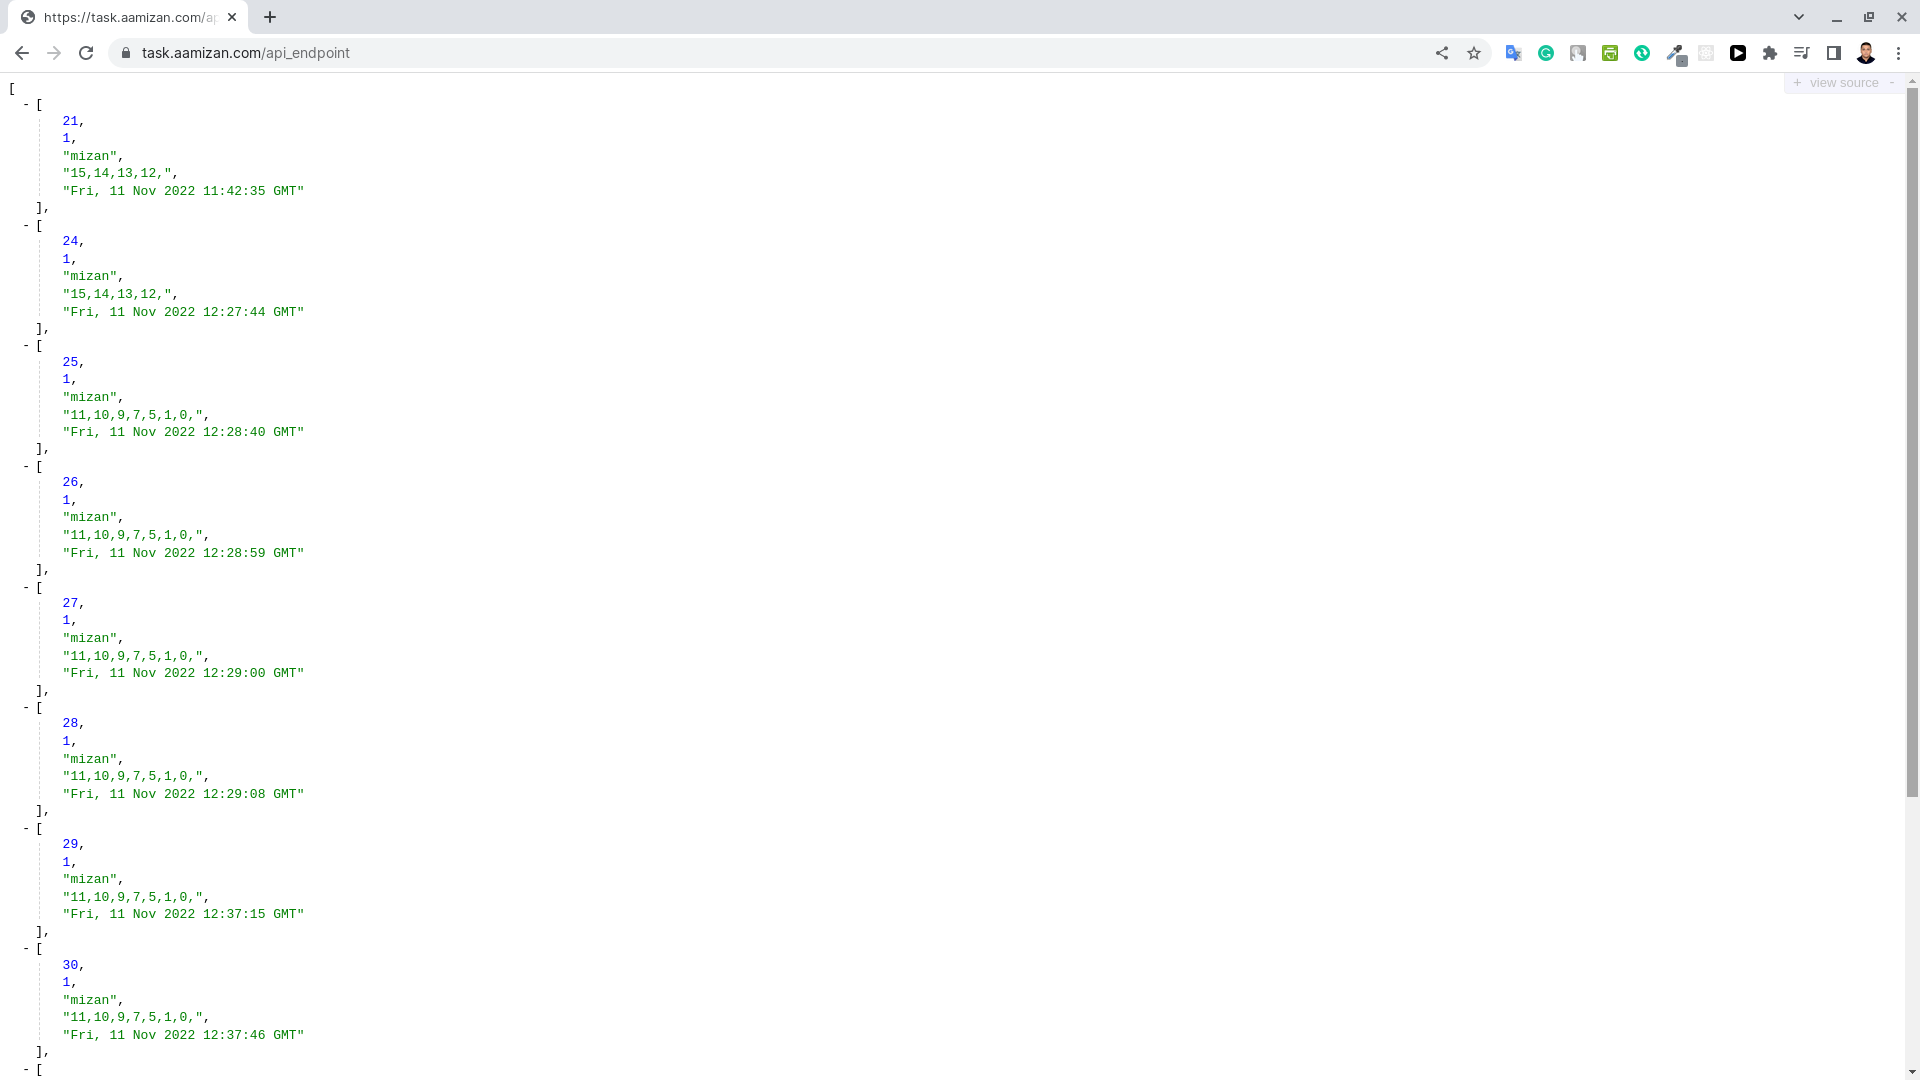 https://task.aamizan.com/ap
task.aamizan.com/api_endpoint
+ view source -
[
- [
21,
1,
"mizan",
"15,14,13,12,",
"Fri, 11 Nov 2022 11:42:35 GMT"
],
- [
24,
1,
"mizan",
"15,14,13,12,",
"Fri, 11 Nov 2022 12:27:44 GMT"
],
- [
25,
1,
"mizan",
"11,10,9,7,5,1,0,",
"Fri, 11 Nov 2022 12:28:40 GMT"
],
- [
26,
1,
"mizan",
"11,10,9,7,5,1,0,",
"Fri, 11 Nov 2022 12:28:59 GMT"
],
- [
27,
1,
"mizan",
"11,10,9,7,5,1,0,",
"Fri, 11 Nov 2022 12:29:00 GMT"
],
- [
28,
1,
"mizan",
"11,10,9,7,5,1,0,",
"Fri, 11 Nov 2022 12:29:08 GMT"
],
- [
29,
1,
"mizan",
"11,10,9,7,5,1,0,",
"Fri, 11 Nov 2022 12:37:15 GMT"
],
- [
30,
1,
"mizan",
"11,10,9,7,5,1,0,",
"Fri, 11 Nov 2022 12:37:46 GMT"
],
- [